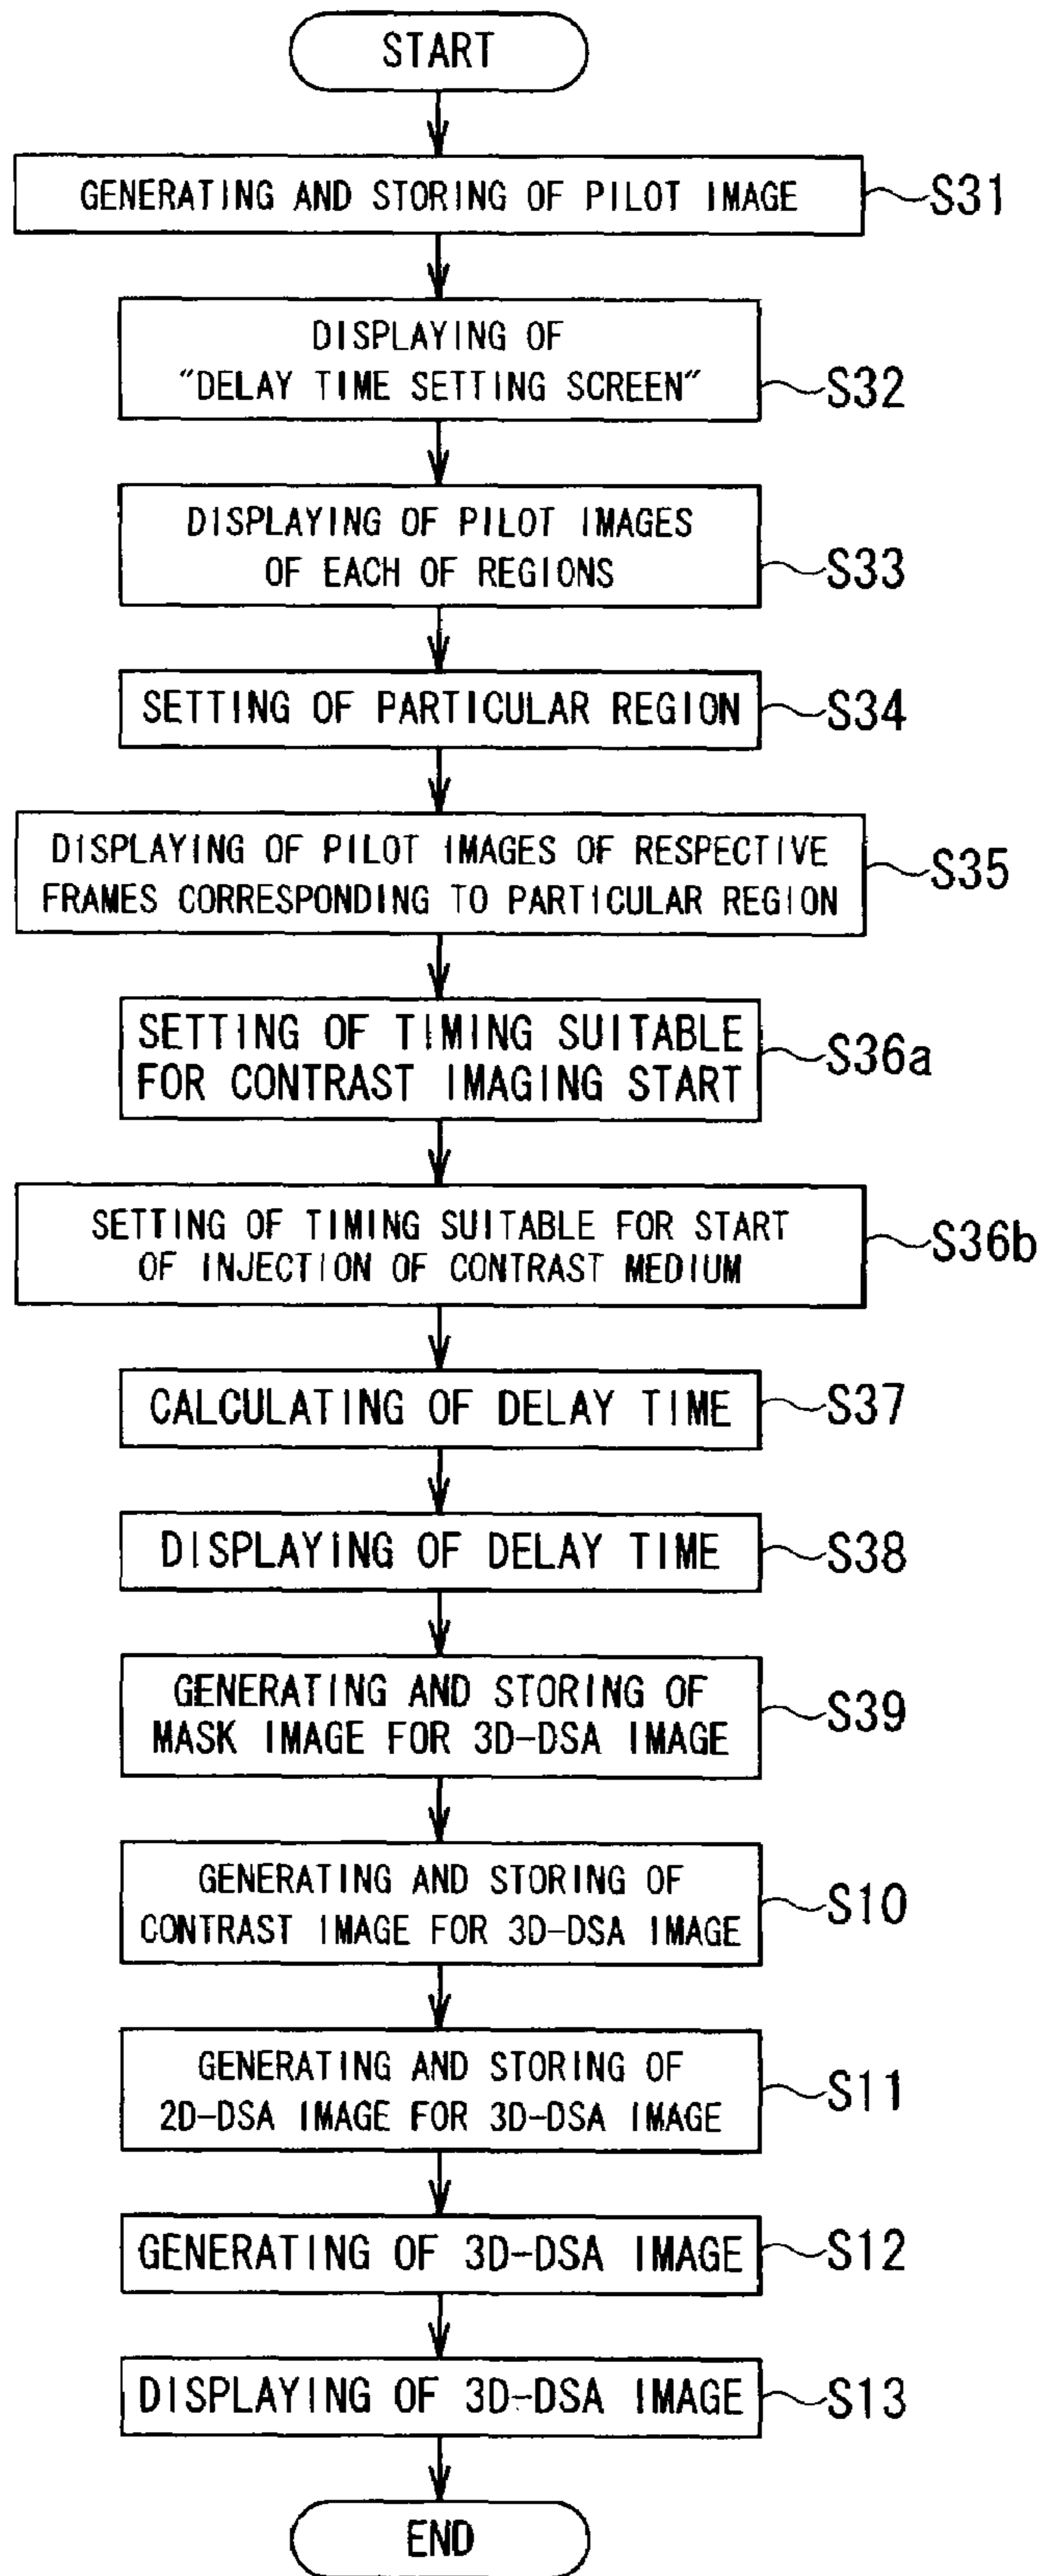 START
GENERATING AND STORING OF PILOT IMAGE
S31
DISPLAYING OF
"DELAY TIME SETTING SCREEN"
S32
DISPLAYING OF PILOT IMAGES
OF EACH OF REGIONS
S33
SETTING OF PARTICULAR REGION
S34
DISPLAYING OF PILOT IMAGES OF RESPECTIVE
FRAMES CORRESPONDING TO PARTICULAR REGION
S35
SETTING OF TIMING SUITABLE
FOR CONTRAST IMAGING START
S36a
SETTING OF TIMING SUITABLE FOR START
OF INJECTION OF CONTRAST MEDIUM
S36b
CALCULATING OF DELAY TIME
S37
DISPLAYING OF DELAY TIME
S38
GENERATING AND STORING OF
MASK IMAGE FOR 3D-DSA IMAGE
S39
GENERATING AND STORING OF
CONTRAST IMAGE FOR 3D-DSA IMAGE
S10
GENERATING AND STORING OF
2D-DSA IMAGE FOR 3D-DSA IMAGE
S11
GENERATING OF 3D-DSA IMAGE
S12
DISPLAYING OF 3D-DSA IMAGE
S13
END